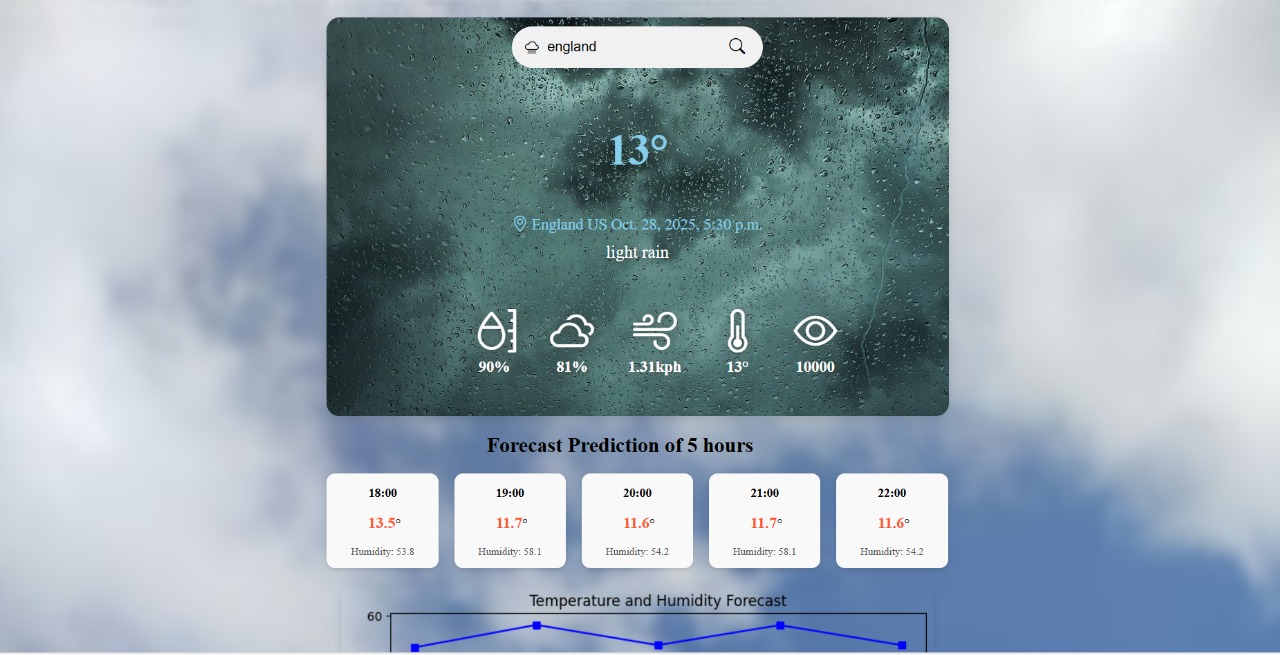 england
13°
England US Oct. 28, 2025, 5:30 p.m.
light rain
90% 81% 1.31kph 13° 10000
Forecast Prediction of 5 hours
18:00 19:00 20:00 21:00 22:00
13.5° 11.7° 11.6° 11.7° 11.6°
Humidity: 53.8 Humidity: 58.1 Humidity: 54.2 Humidity: 58.1 Humidity: 54.2
Temperature and Humidity Forecast
60